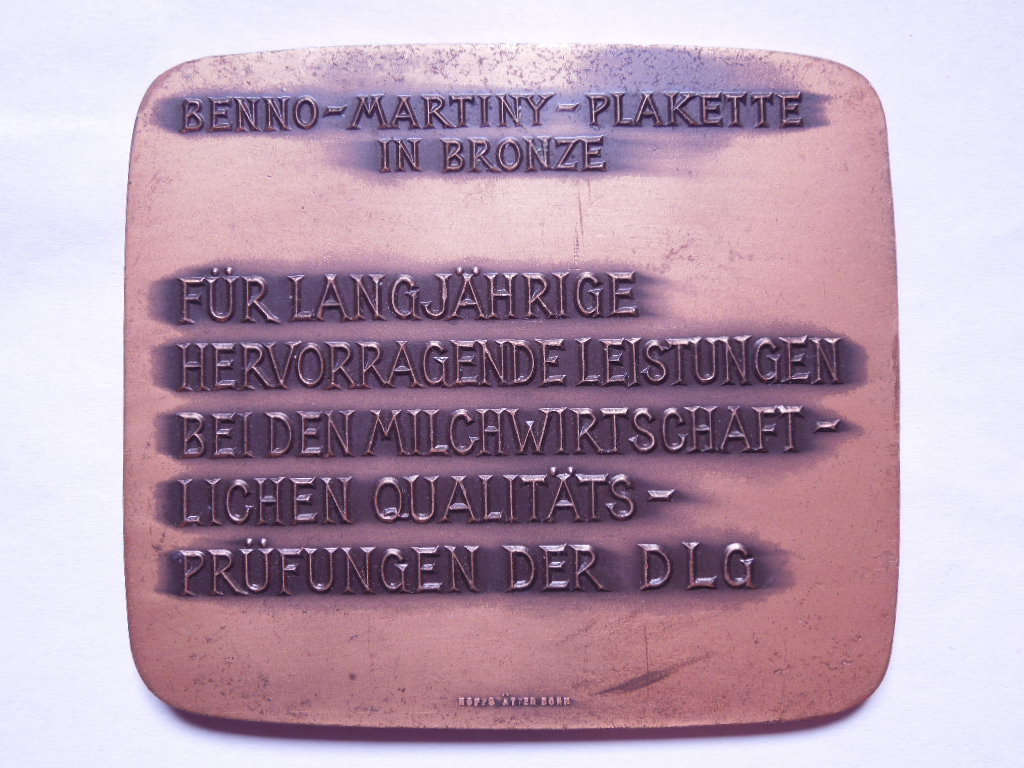 BENNO-MARTINY-PLAKETTE
IN BRONZE
FÜR LANGJÄHRIGE
HERVORRAGENDE LEISTUNGEN
BEI DEN MILCHWIRTSCHAFT-
LICHEN QUALITÄTS-
PRÜFUNGEN DER DLG